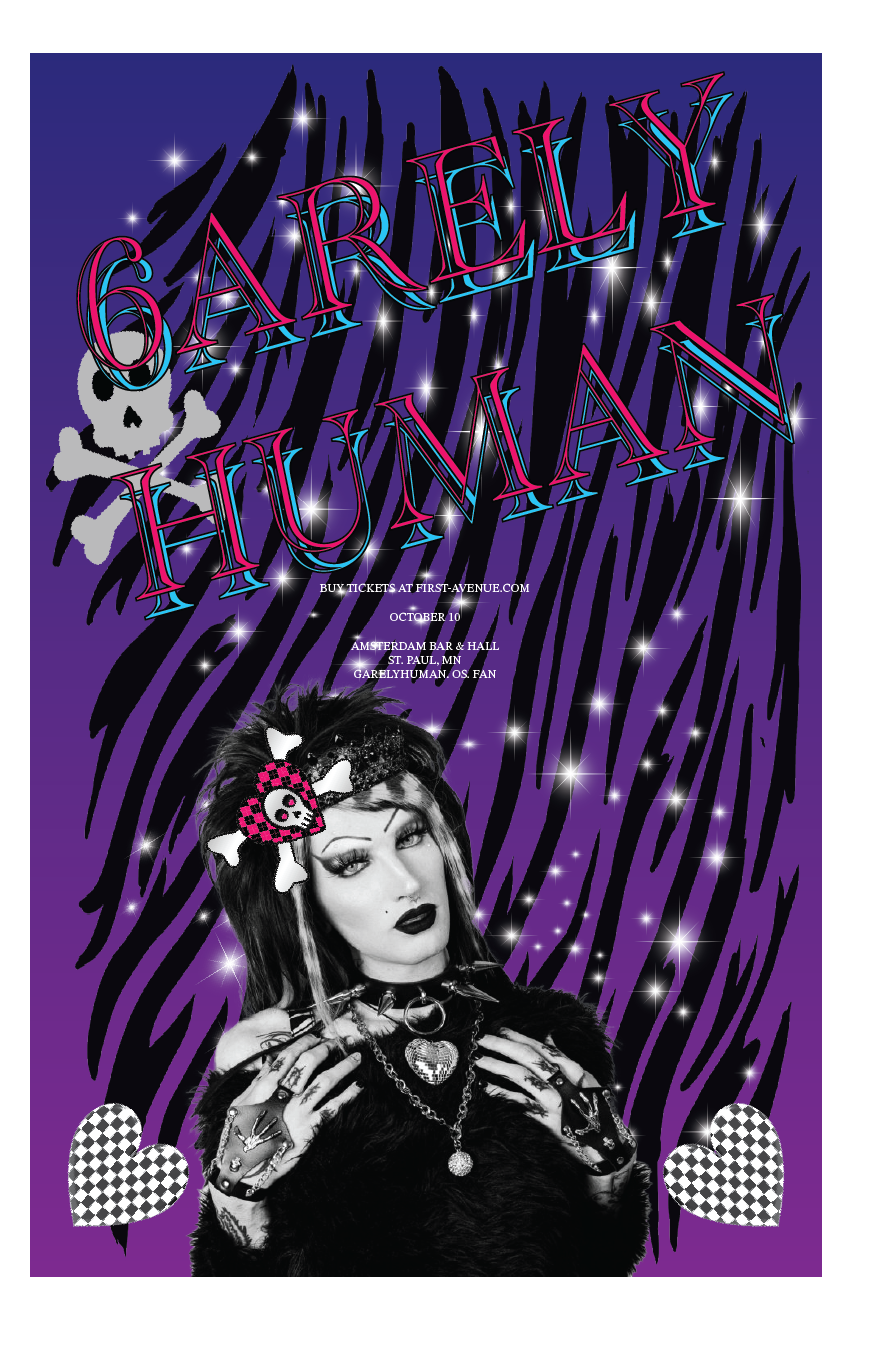 6ARELY
HUMAN
BUY TICKETS AT FIRST-AVENUE.COM
OCTOBER 10
AMSTERDAM BAR & HALL
ST. PAUL, MN
GARELYHUMAN. OS. FAN